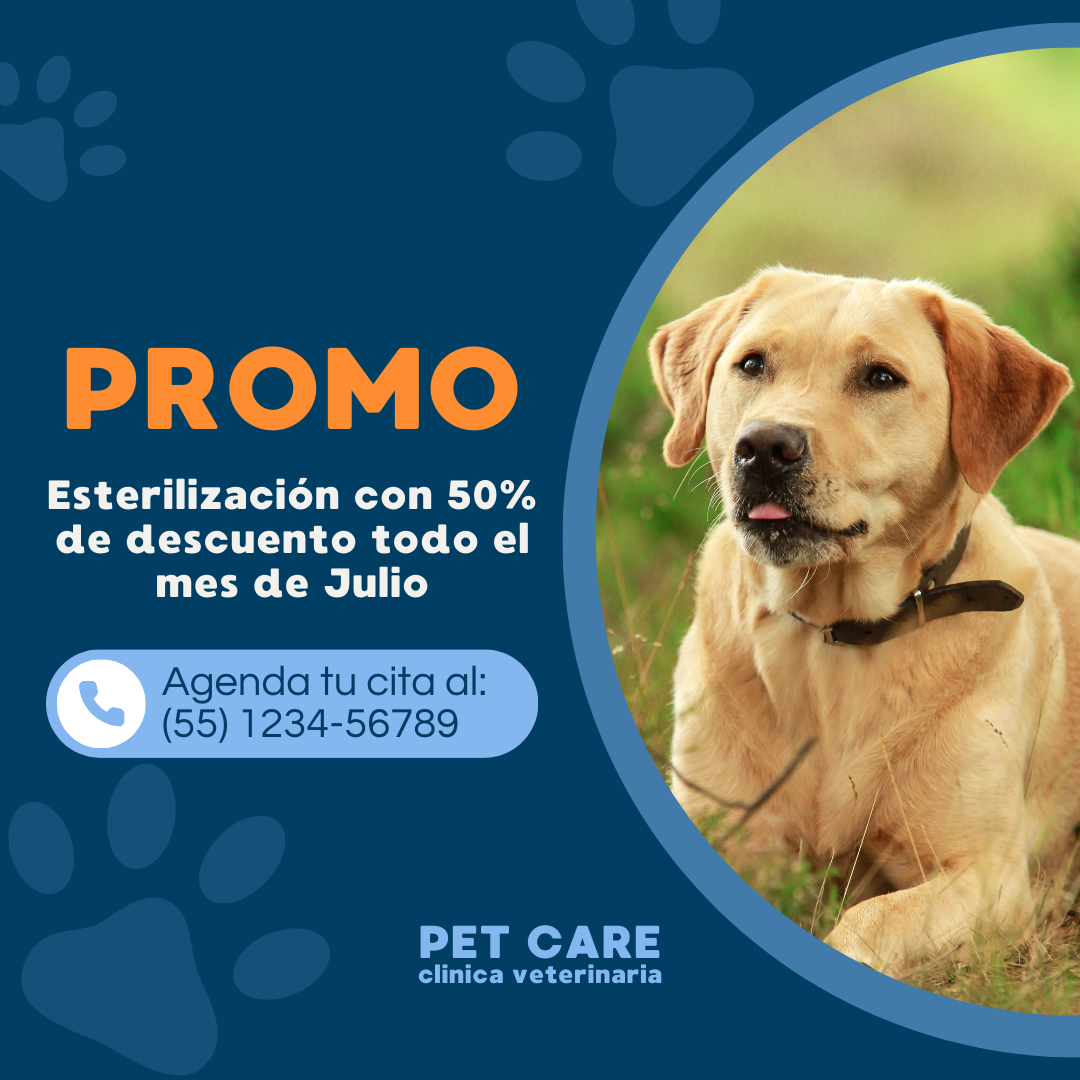 PROMO
Esterilización con 50%
de descuento todo el
mes de Julio
Agenda tu cita al:
(55) 1234-56789
PET CARE
clinica veterinaria